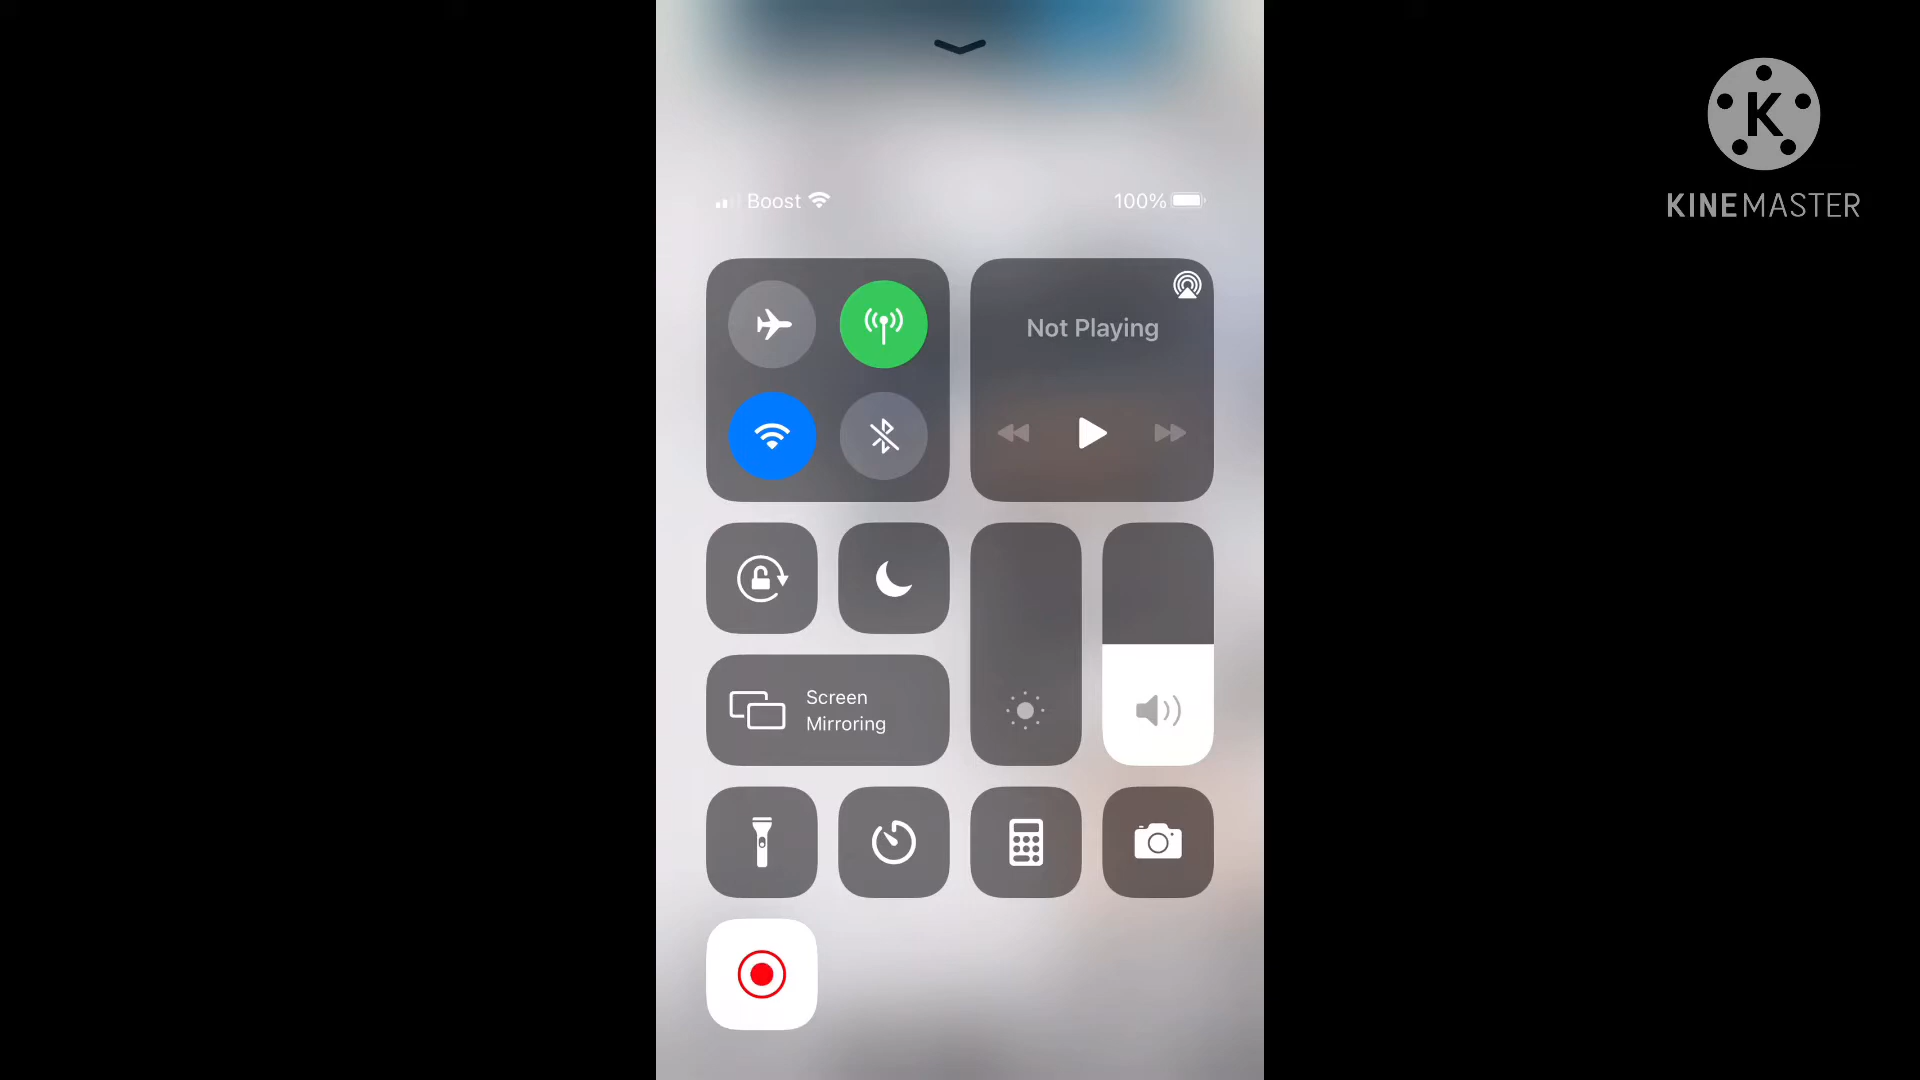 Boost
100%
Not Playing
Screen
Mirroring
K
KINEMASTER